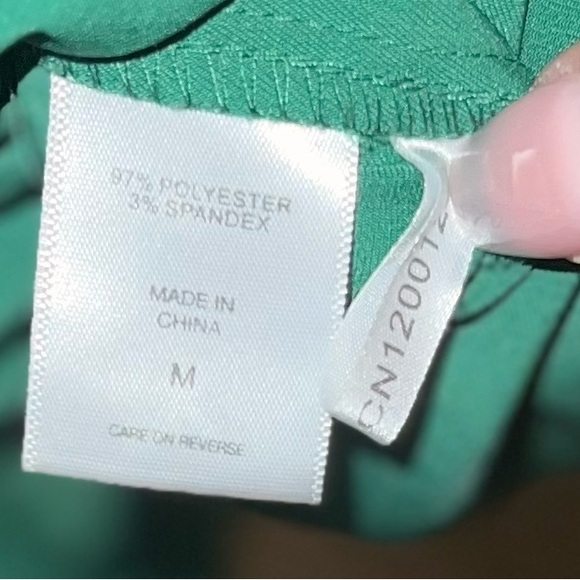 97% POLYESTER
3% SPANDEX
MADE IN
CHINA
M
CARE ON REVERSE
CN120012